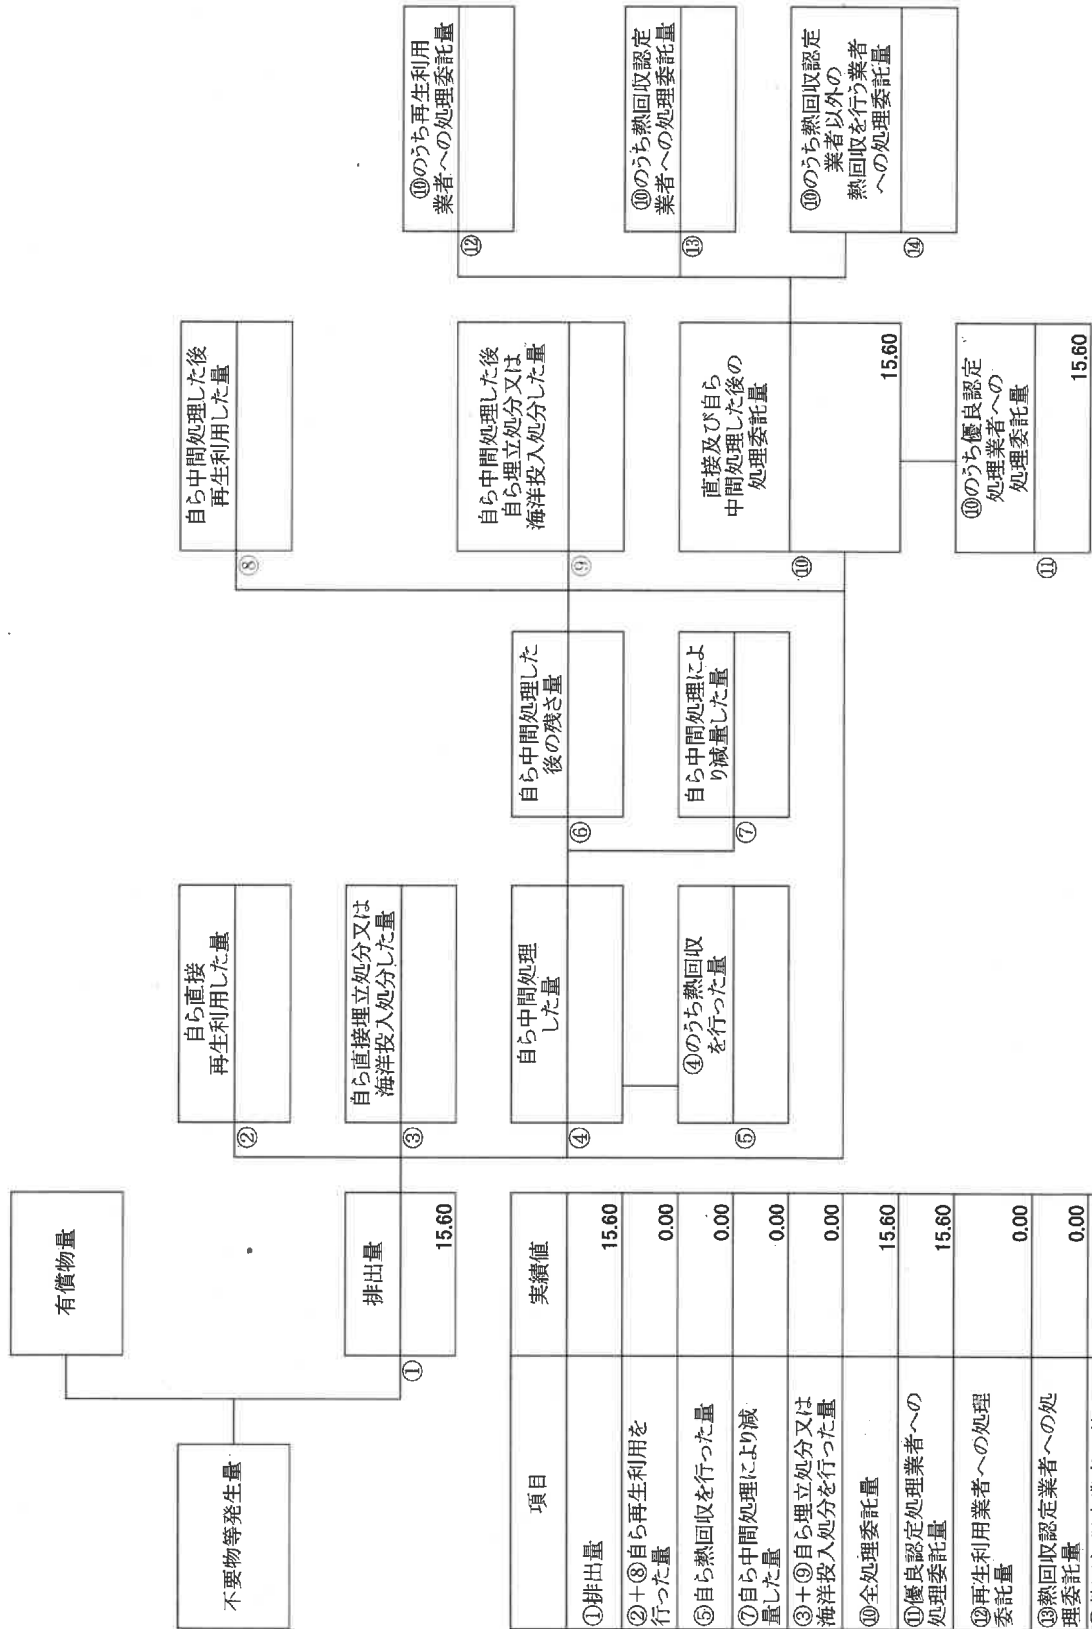 不要物等発生量
有償物量
排出量
①
15.60
自ら直接
再生利用した量
②
自ら直接埋立処分又は
海洋投入処分した量
③
自ら中間処理
した量
④
④のうち熱回収
を行った量
⑤
自ら中間処理した
後の残さ量
⑥
自ら中間処理によ
り減量した量
⑦
自ら中間処理した後
再生利用した量
⑧
自ら中間処理した後
自ら埋立処分又は
海洋投入処分した量
⑨
直接及び自ら
中間処理した後の
処理委託量
⑩
15.60
⑩のうち優良認定
処理業者への
処理委託量
⑪
15.60
⑩のうち再生利用
業者への処理委託量
⑫
⑩のうち熱回収認定
業者への処理委託量
⑬
⑩のうち熱回収認定
業者以外の
熱回収を行う業者
への処理委託量
⑭
項目 実績値
①排出量 15.60
②+⑧自ら再生利用を
行った量 0.00
⑤自ら熱回収を行った量 0.00
⑦自ら中間処理により減
量した量 0.00
③+⑨自ら埋立処分又は
海洋投入処分を行った量 0.00
⑩全処理委託量 15.60
⑪優良認定処理業者への
処理委託量 15.60
⑫再生利用業者への処理
委託量 0.00
⑬熱回収認定業者への処
理委託量 0.00